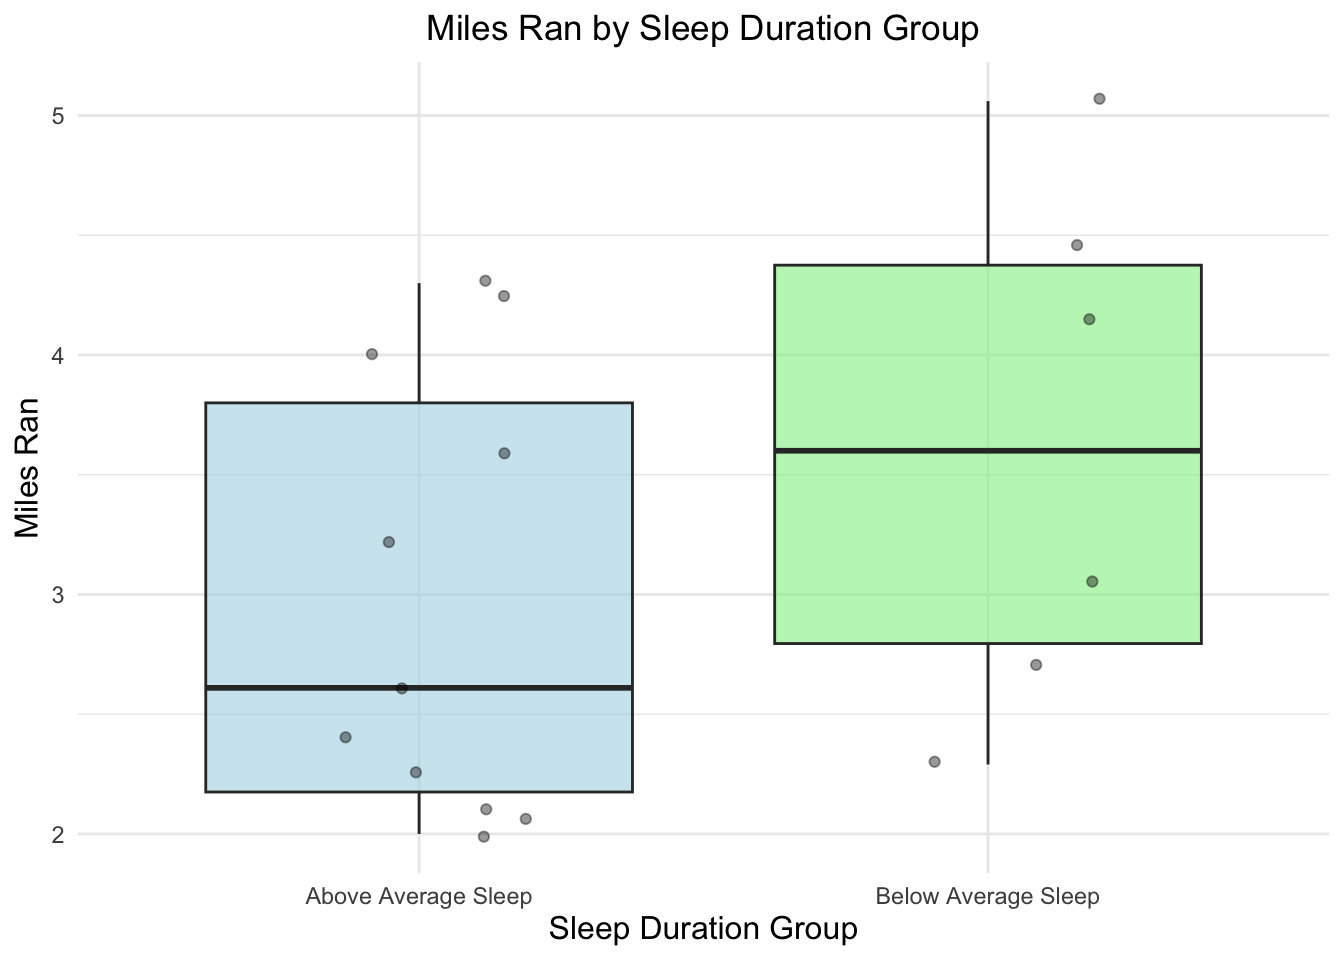 Miles Ran by Sleep Duration Group
Miles Ran
5
4
3
2
Above Average Sleep
Below Average Sleep
Sleep Duration Group